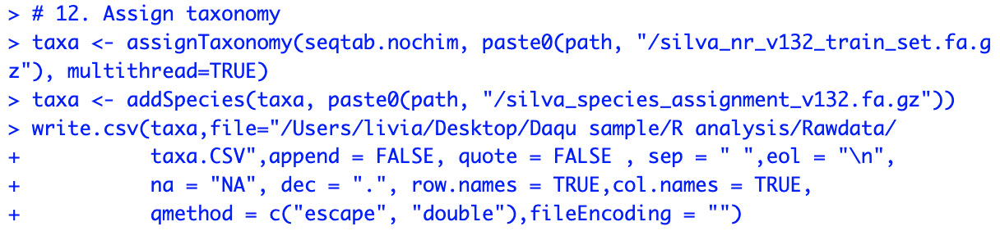 > # 12. Assign taxonomy
> taxa <- assignTaxonomy(seqtab.nochim, paste0(path, "/silva_nr_v132_train_set.fa.g
z"), multithread=TRUE)
> taxa <- addSpecies(taxa, paste0(path, "/silva_species_assignment_v132.fa.gz"))
> write.csv(taxa,file="/Users/livia/Desktop/Daqu sample/R analysis/Rawdata/
+           taxa.CSV",append = FALSE, quote = FALSE , sep = " ",eol = "\n",
+           na = "NA", dec = ".", row.names = TRUE,col.names = TRUE,
+           qmethod = c("escape", "double"),fileEncoding = "")